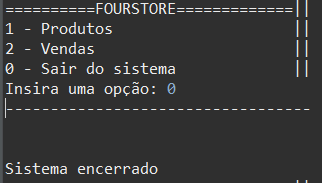 ==========FOURSTORE=============||
1 - Produtos                    ||
2 - Vendas                      ||
0 - Sair do sistema             ||
Insira uma opção: 0
|----------------------------------
Sistema encerrado